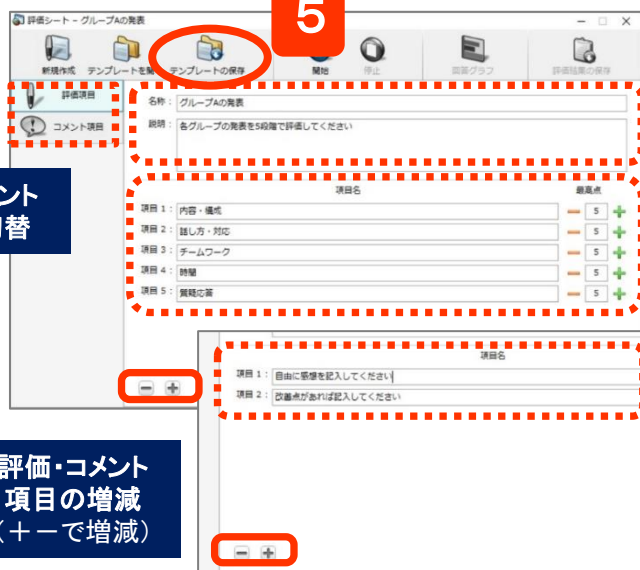 5
評価シート - グループAの発表
新規作成 テンプレートを開 テンプレートの保存 開始 停止 回答グラフ 評価結果の保存
評価項目
コメント項目
名称： グループAの発表
説明： 各グループの発表を5段階で評価してください
項目名 最高点
項目 1： 内容・構成 5
項目 2： 話し方・対応 5
項目 3： チームワーク 5
項目 4： 時間 5
項目 5： 質疑応答 5
ント
替
項目名
項目 1： 自由に感想を記入してください
項目 2： 改善点があれば記入してください
評価・コメント
項目の増減
（＋－で増減）